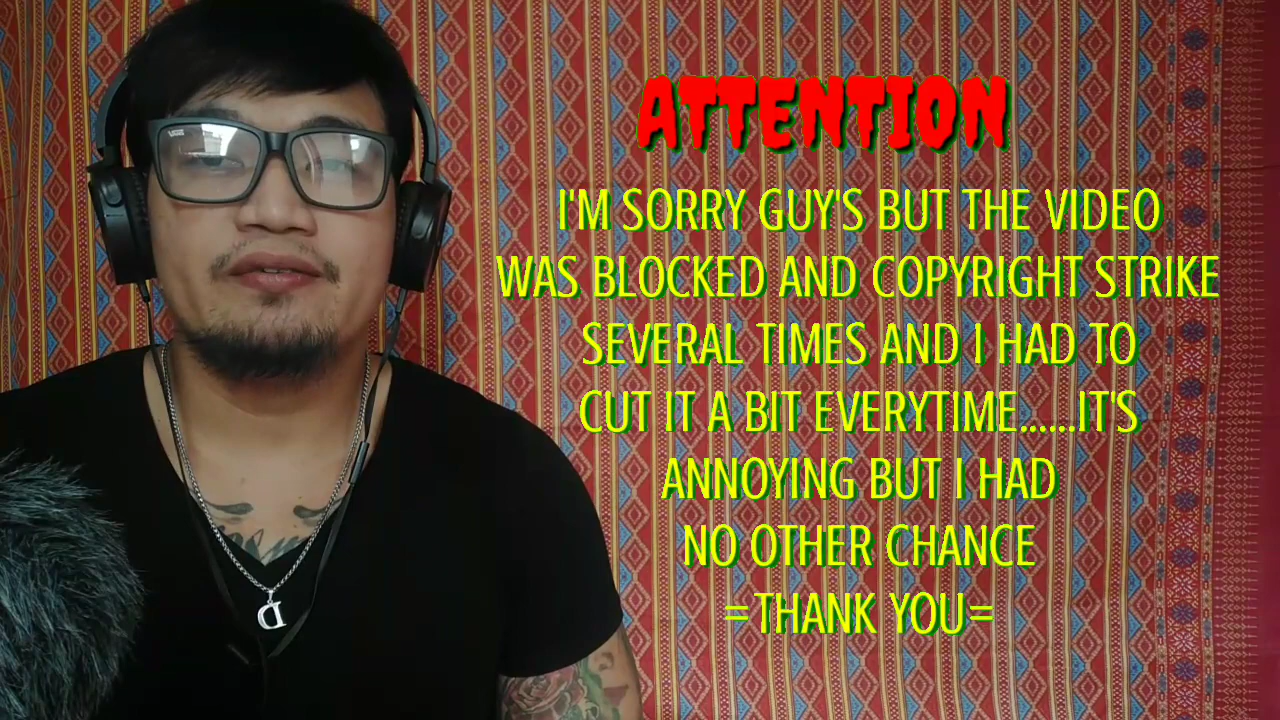 ATTENTION
I'M SORRY GUY'S BUT THE VIDEO
WAS BLOCKED AND COPYRIGHT STRIKE
SEVERAL TIMES AND I HAD TO
CUT IT A BIT EVERYTIME......IT'S
ANNOYING BUT I HAD
NO OTHER CHANCE
=THANK YOU=